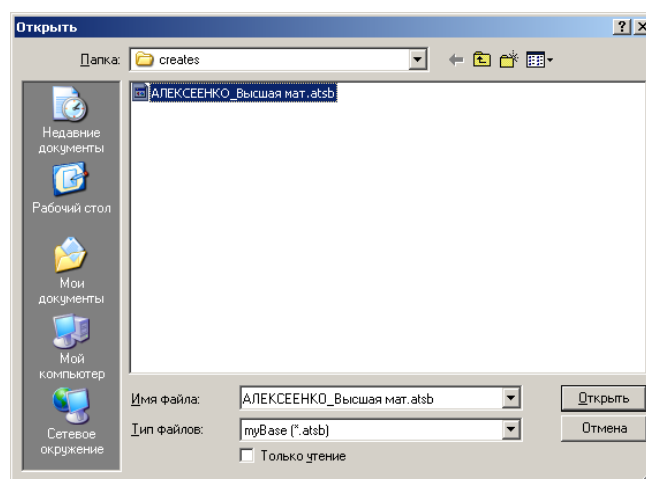 Открыть
Папка:
creates
АЛЕКСЕЕНКО_Высшая мат.atsb
Недавние
документы
Рабочий стол
Мои
документы
Мой
компьютер
Сетевое
окружение
Имя файла:
АЛЕКСЕЕНКО_Высшая мат.atsb
Открыть
Тип файлов:
myBase (*.atsb)
Отмена
Только чтение